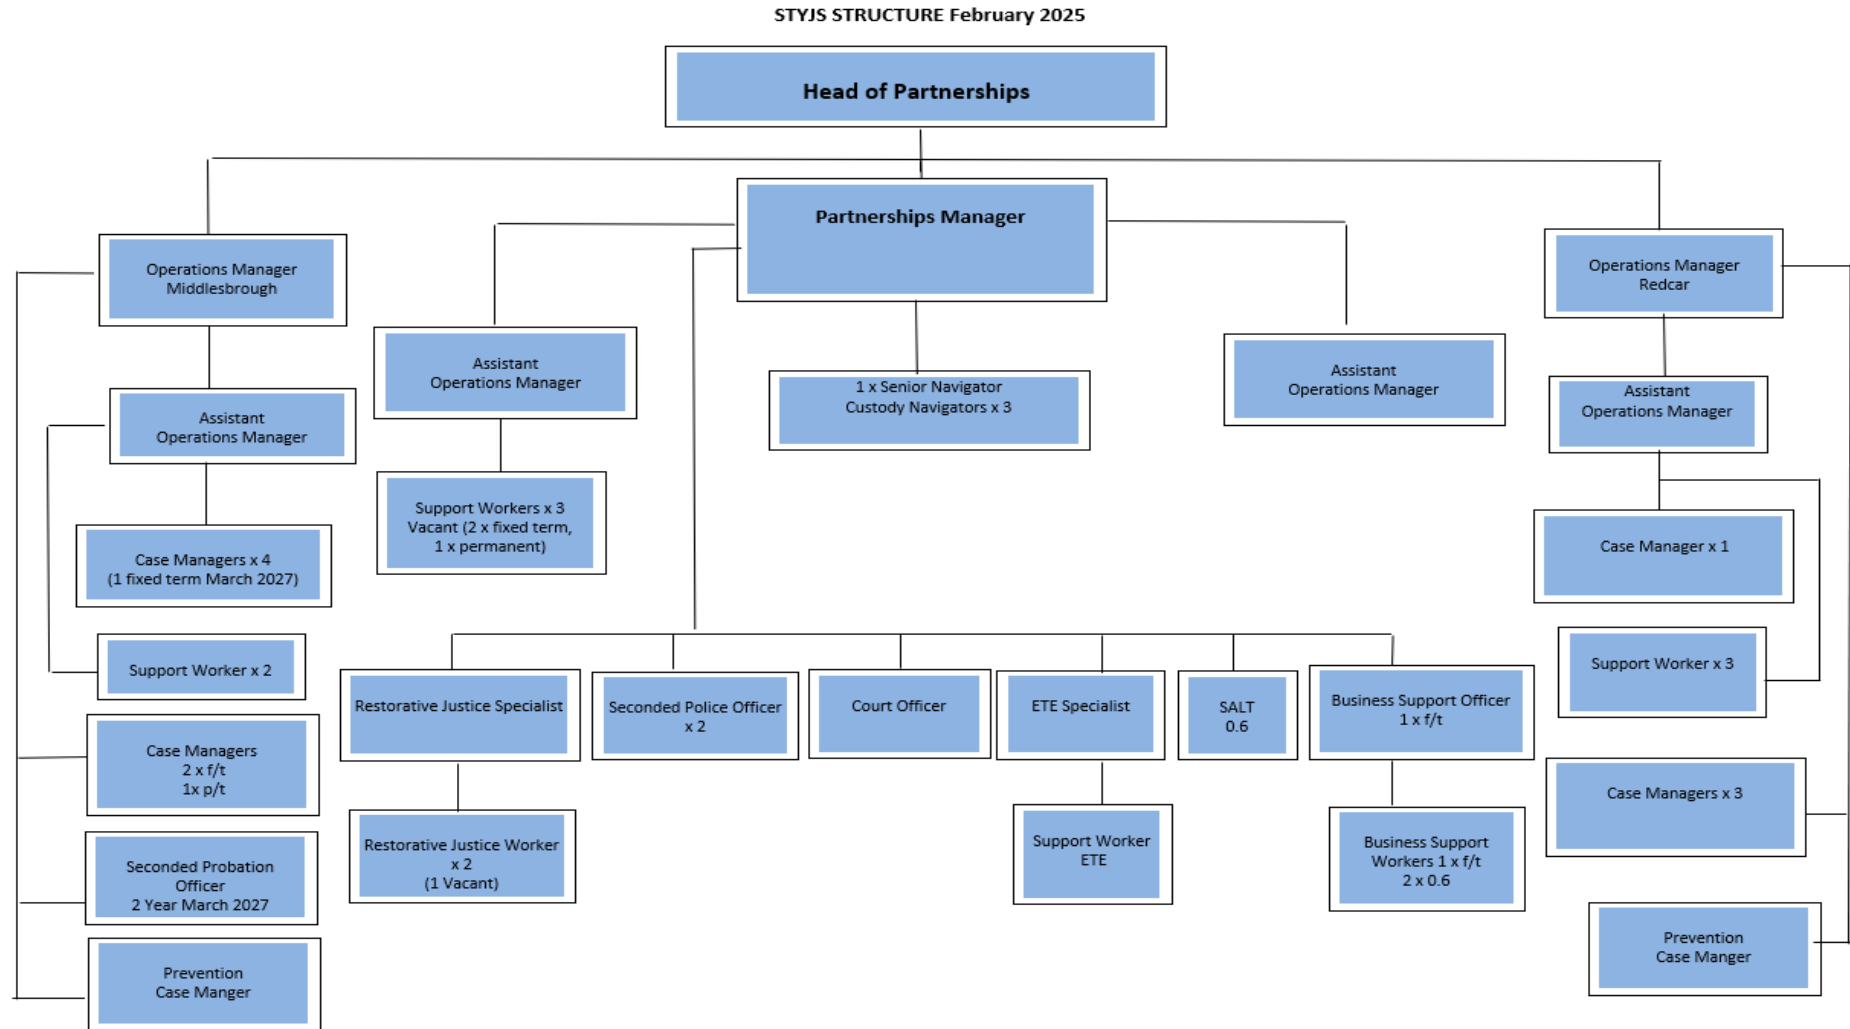 STYJS STRUCTURE February 2025
Head of Partnerships
Partnerships Manager
Operations Manager
Middlesbrough
Operations Manager
Redcar
Assistant
Operations Manager
1 x Senior Navigator
Custody Navigators x 3
Assistant
Operations Manager
Assistant
Operations Manager
Assistant
Operations Manager
Support Workers x 3
Vacant (2 x fixed term,
1 x permanent)
Case Managers x 4
(1 fixed term March 2027)
Case Manager x 1
Support Worker x 2
Support Worker x 3
Restorative Justice Specialist
Seconded Police Officer
x 2
Court Officer
ETE Specialist
SALT
0.6
Business Support Officer
1 x f/t
Case Managers
2 x f/t
1x p/t
Case Managers x 3
Restorative Justice Worker
x 2
(1 Vacant)
Support Worker
ETE
Business Support
Workers 1 x f/t
2 x 0.6
Seconded Probation
Officer
2 Year March 2027
Prevention
Case Manger
Prevention
Case Manger